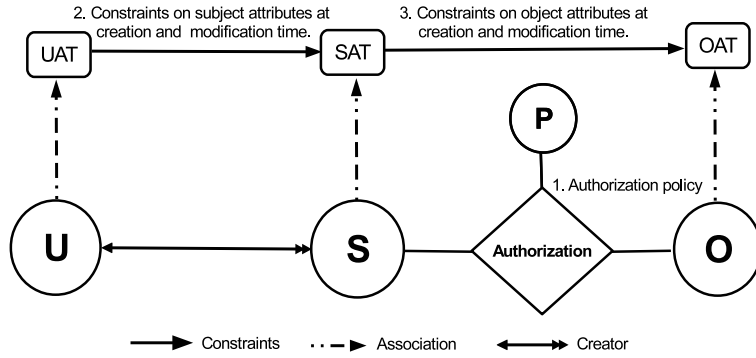 2. Constraints on subject attributes at
creation and modification time.
3. Constraints on object attributes at
creation and modification time.
UAT
SAT
OAT
P
1. Authorization policy
U
S
Authorization
O
Constraints
Association
Creator